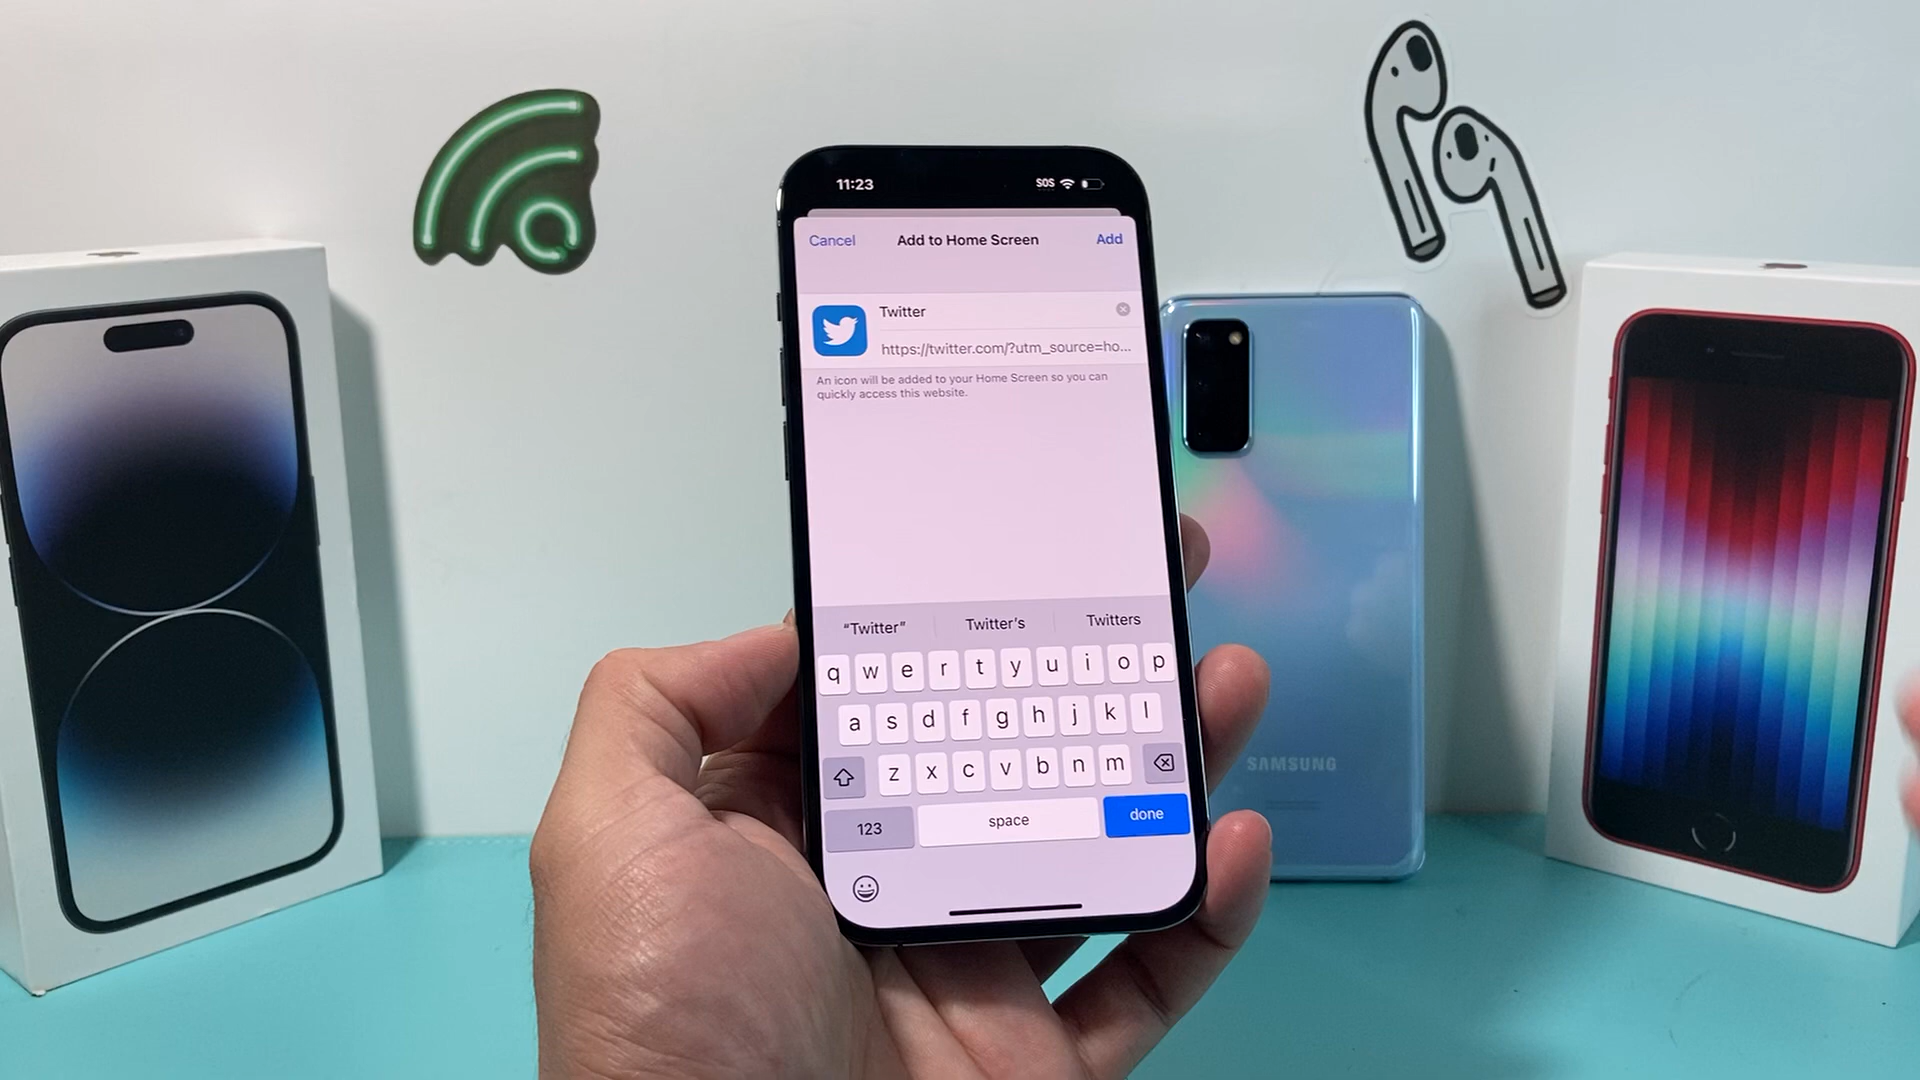 11:23
SOS
Cancel
Add to Home Screen
Add
Twitter
https://twitter.com/?utm_source=ho...
An icon will be added to your Home Screen so you can
quickly access this website.
“Twitter”
Twitter's
Twitters
q w e r t y u i o p
a s d f g h j k l
z x c v b n m
123
space
done
SAMSUNG